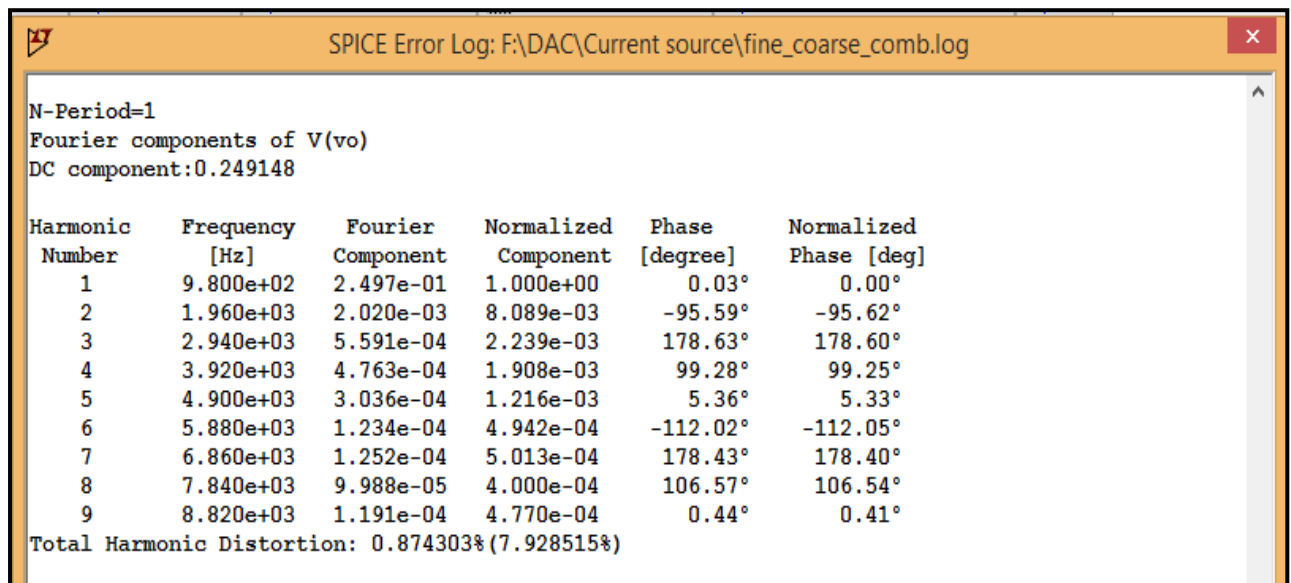 SPICE Error Log: F:\DAC\Current source\fine_coarse_comb.log
N-Period=1
Fourier components of V(vo)
DC component:0.249148
Harmonic Frequency Fourier Normalized Phase Normalized
Number [Hz] Component Component [degree] Phase [deg]
1 9.800e+02 2.497e-01 1.000e+00 0.03° 0.00°
2 1.960e+03 2.020e-03 8.089e-03 -95.59° -95.62°
3 2.940e+03 5.591e-04 2.239e-03 178.63° 178.60°
4 3.920e+03 4.763e-04 1.908e-03 99.28° 99.25°
5 4.900e+03 3.036e-04 1.216e-03 5.36° 5.33°
6 5.880e+03 1.234e-04 4.942e-04 -112.02° -112.05°
7 6.860e+03 1.252e-04 5.013e-04 178.43° 178.40°
8 7.840e+03 9.988e-05 4.000e-04 106.57° 106.54°
9 8.820e+03 1.191e-04 4.770e-04 0.44° 0.41°
Total Harmonic Distortion: 0.874303%(7.928515%)